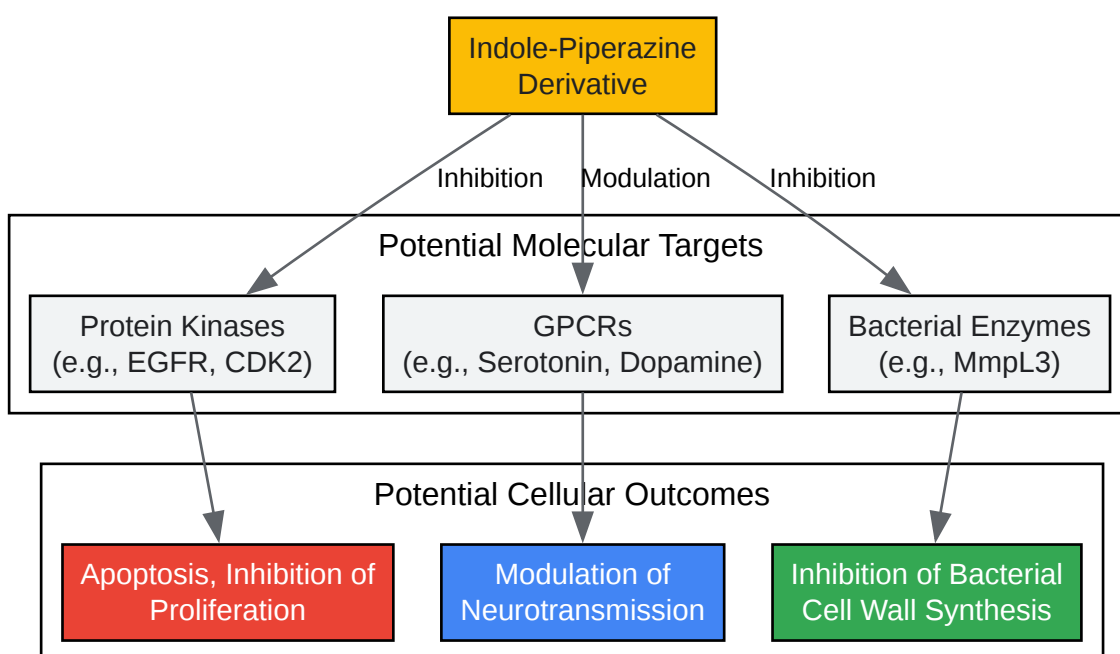 Indole-Piperazine
Derivative
Inhibition
Modulation
Inhibition
Potential Molecular Targets
Protein Kinases
(e.g., EGFR, CDK2)
GPCRs
(e.g., Serotonin, Dopamine)
Bacterial Enzymes
(e.g., MmpL3)
Potential Cellular Outcomes
Apoptosis, Inhibition of
Proliferation
Modulation of
Neurotransmission
Inhibition of Bacterial
Cell Wall Synthesis